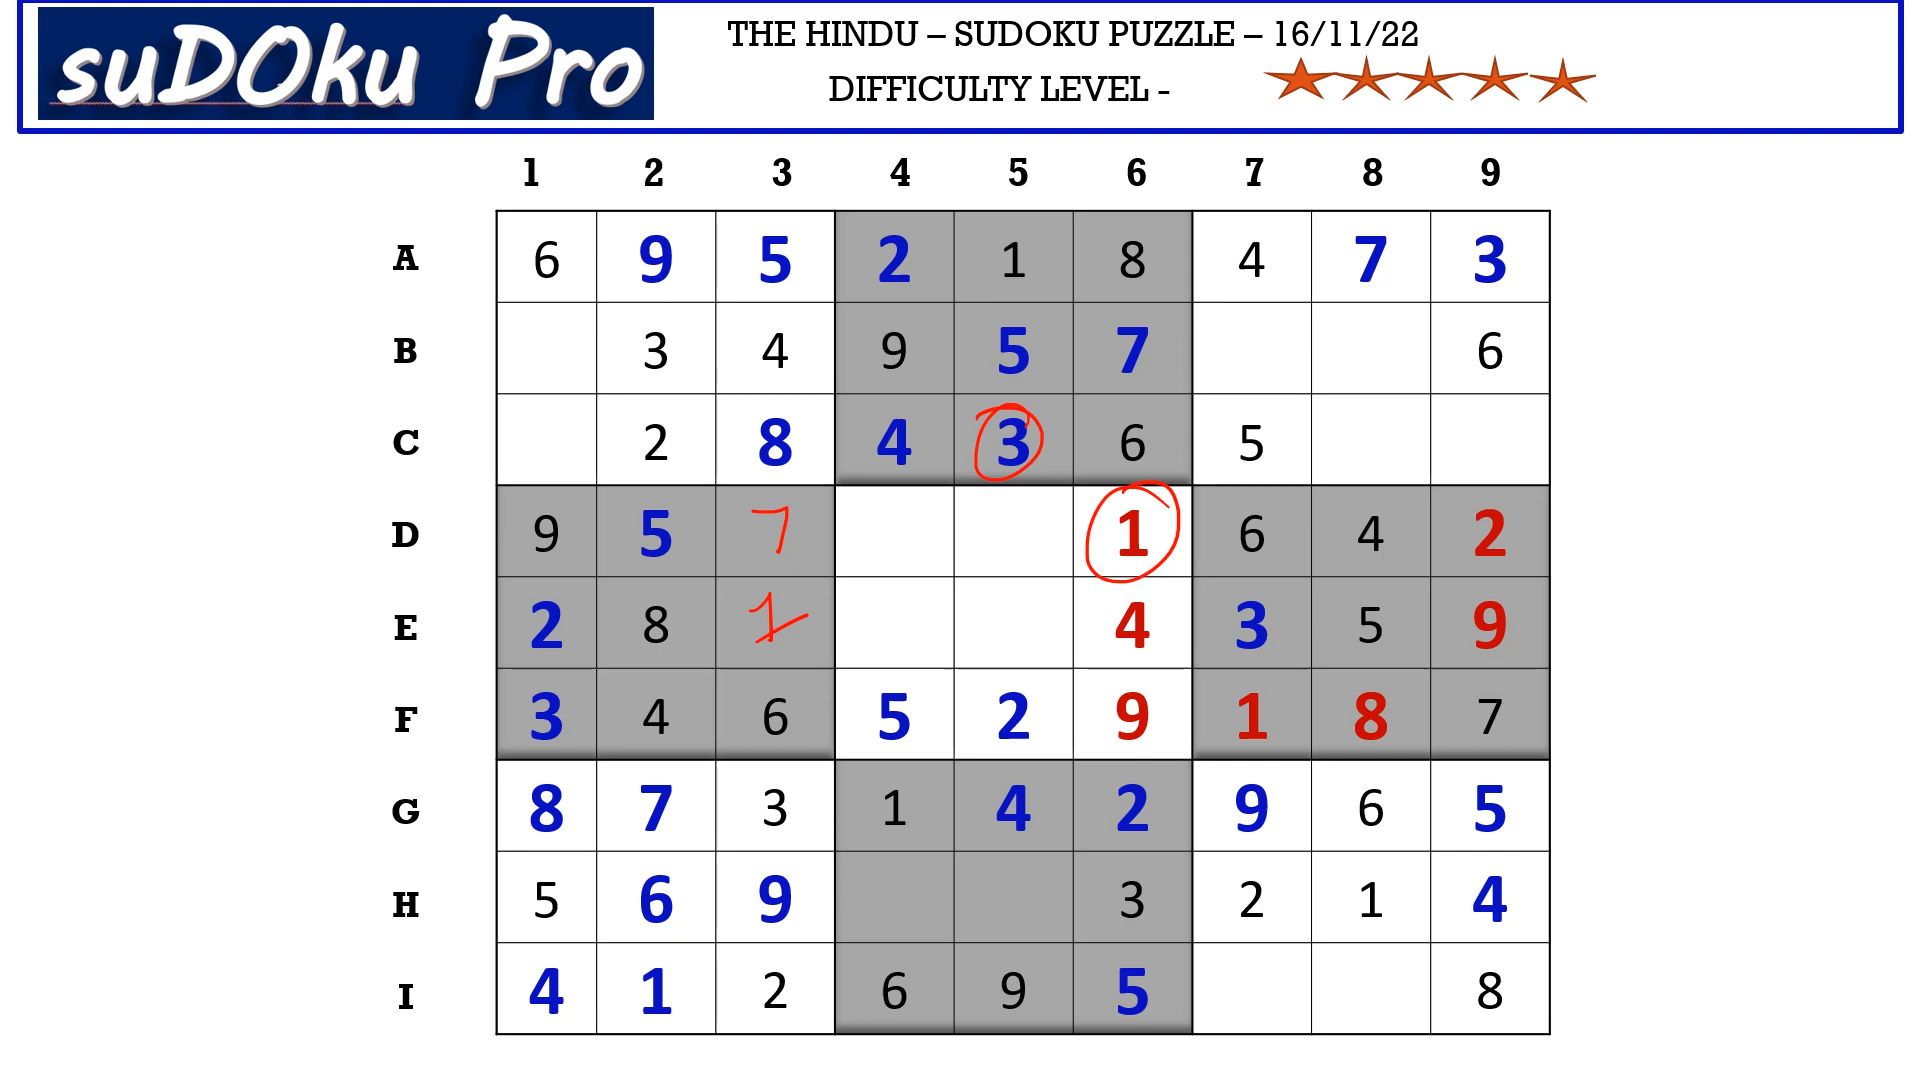 suDOku Pro
THE HINDU – SUDOKU PUZZLE – 16/11/22
DIFFICULTY LEVEL -
1 2 3 4 5 6 7 8 9
A 6 9 5 2 1 8 4 7 3
B 3 4 9 5 7 6
C 2 8 4 3 6 5
D 9 5 7 1 6 4 2
E 2 8 1 4 3 5 9
F 3 4 6 5 2 9 1 8 7
G 8 7 3 1 4 2 9 6 5
H 5 6 9 3 2 1 4
I 4 1 2 6 9 5 8